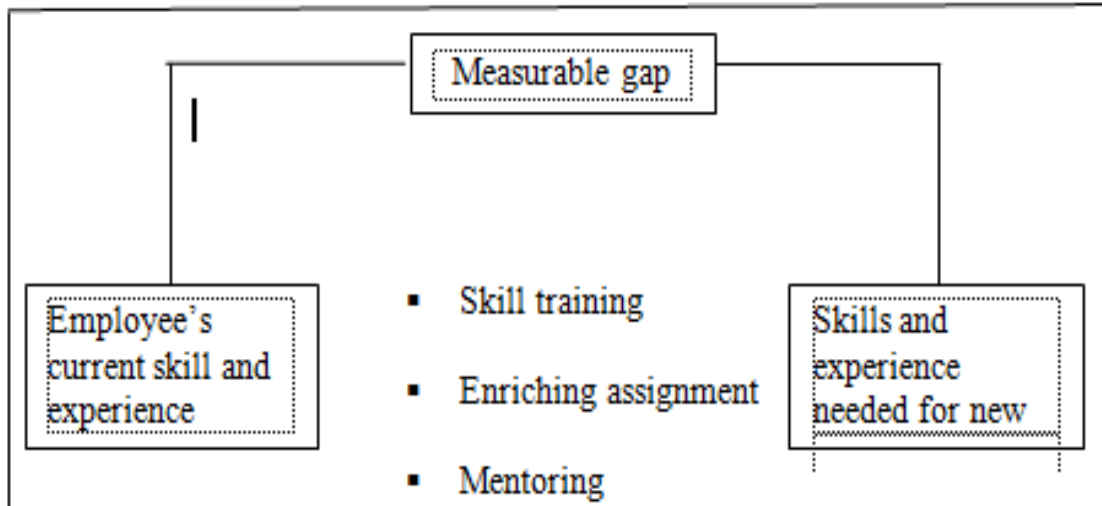 Measurable gap
Employee's
current skill and
experience
▪ Skill training
▪ Enriching assignment
▪ Mentoring
Skills and
experience
needed for new